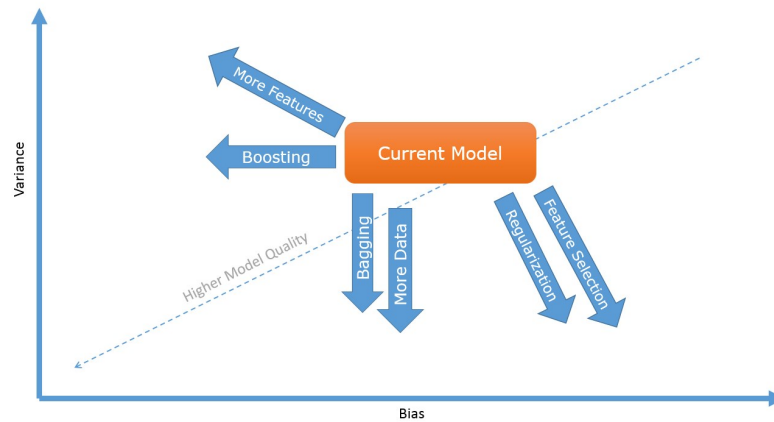 More Features
Current Model
Boosting
Variance
Bagging
More Data
Regularization
Feature Selection
Higher Model Quality
Bias